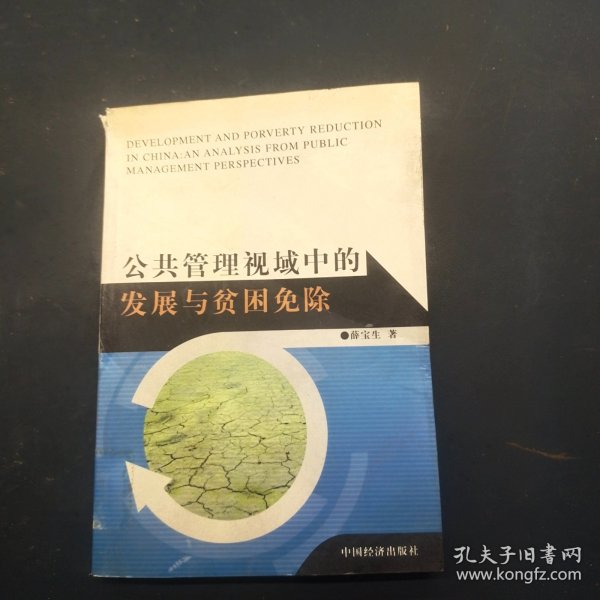 DEVELOPMENT AND PORVERTY REDUCTION
IN CHINA:AN ANALYSIS FROM PUBLIC
MANAGEMENT PERSPECTIVES
公共管理视域中的
发展与贫困免除
●薛宝生 著
中国经济出版社
孔夫子旧书网
www.kongfz.com